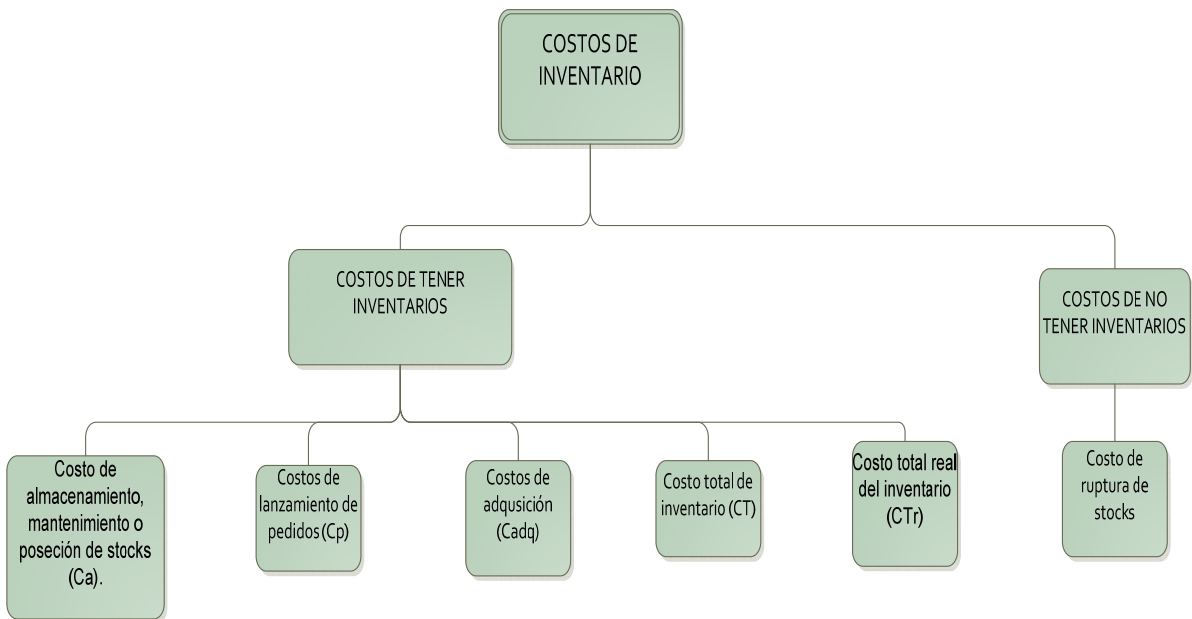 COSTOS DE
INVENTARIO
COSTOS DE TENER
INVENTARIOS
COSTOS DE NO
TENER INVENTARIOS
Costo de
almacenamiento,
mantenimiento o
poseción de stocks
(Ca).
Costos de
lanzamiento de
pedidos (Cp)
Costos de
adqusición
(Cadq)
Costo total de
inventario (CT)
Costo total real
del inventario
(CTr)
Costo de
ruptura de
stocks